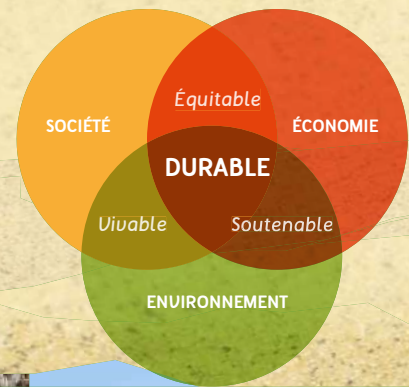 Équitable
SOCIÉTÉ
ÉCONOMIE
DURABLE
Vivable
Soutenable
ENVIRONNEMENT